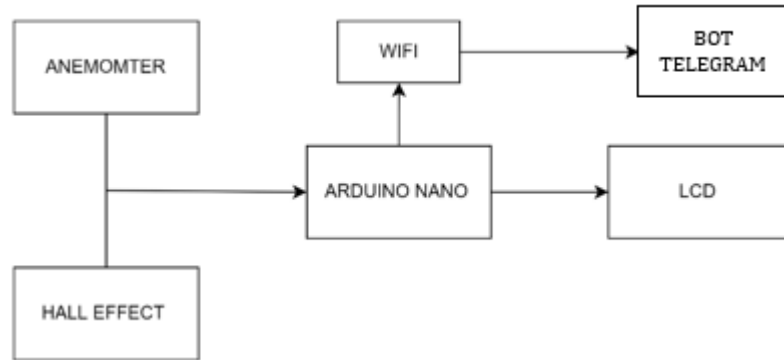 ANEMOMTER
WIFI
BOT
TELEGRAM
ARDUINO NANO
LCD
HALL EFFECT